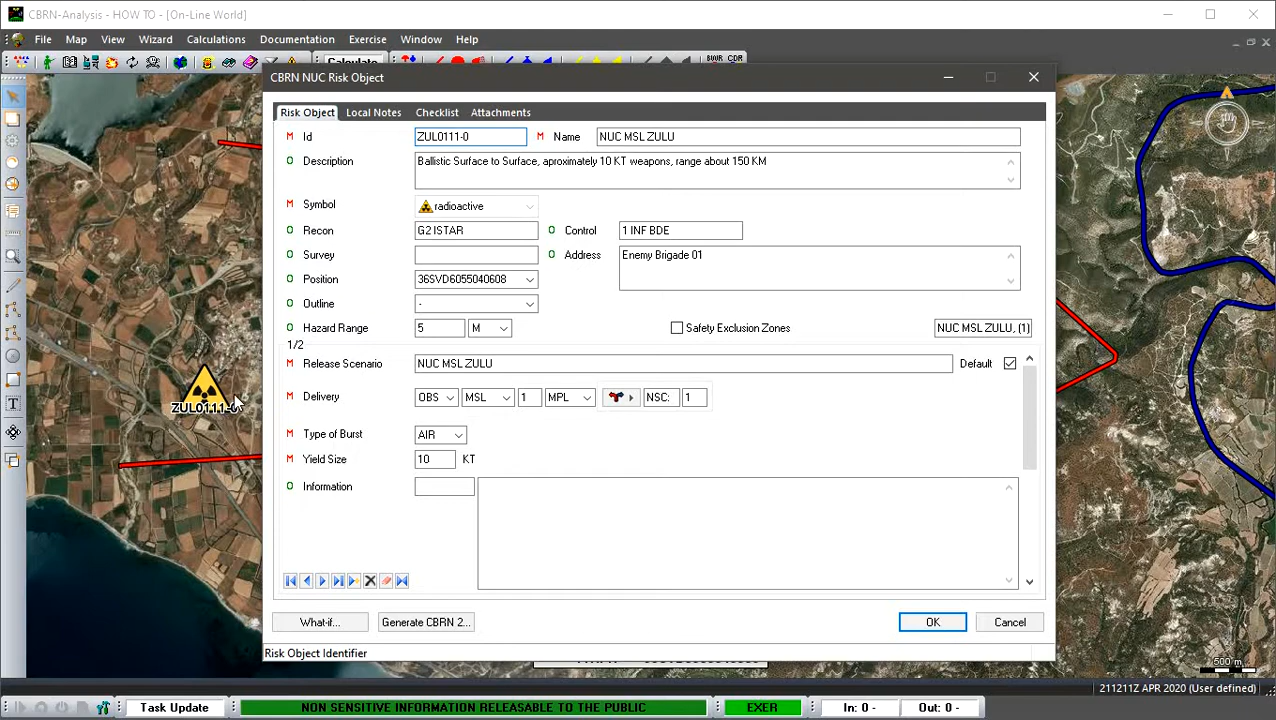 CBRN-Analysis - HOW TO - [On-Line World]
File Map View Wizard Calculations Documentation Exercise Window Help
Calculate
BWR CDR
CBRN NUC Risk Object
Risk Object Local Notes Checklist Attachments
M Id ZUL0111-0 M Name NUC MSL ZULU
O Description Ballistic Surface to Surface, aproximately 10 KT weapons, range about 150 KM
M Symbol radioactive
O Recon G2 ISTAR O Control 1 INF BDE
O Survey O Address Enemy Brigade 01
O Position 36SVD6055040608
O Outline -
O Hazard Range 5 M Safety Exclusion Zones NUC MSL ZULU, (1)
1/2
M Release Scenario NUC MSL ZULU Default
M Delivery OBS MSL 1 MPL NSC: 1
M Type of Burst AIR
M Yield Size 10 KT
O Information
ZUL0111-0
What-if... Generate CBRN 2... OK Cancel
Risk Object Identifier
500 m
211211Z APR 2020 (User defined)
Task Update NON SENSITIVE INFORMATION RELEASABLE TO THE PUBLIC EXER In: 0 - Out: 0 -